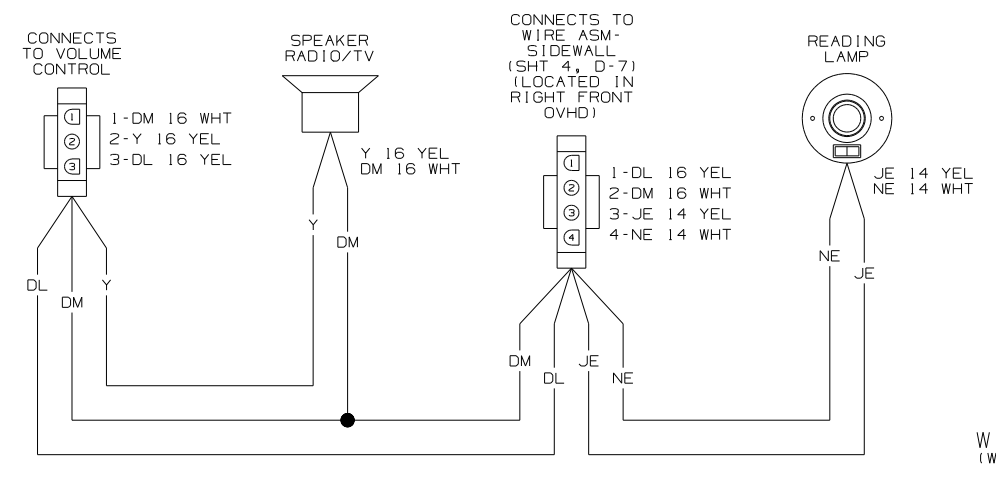 CONNECTS
TO VOLUME
CONTROL
1
2
3
1-DM 16 WHT
2-Y 16 YEL
3-DL 16 YEL
DL
DM
Y
SPEAKER
RADIO/TV
Y 16 YEL
DM 16 WHT
Y
DM
CONNECTS TO
WIRE ASM-
SIDEWALL
(SHT 4, D-7)
(LOCATED IN
RIGHT FRONT
OVHD)
1
2
3
4
1-DL 16 YEL
2-DM 16 WHT
3-JE 14 YEL
4-NE 14 WHT
DM
DL
JE
NE
READING
LAMP
JE 14 YEL
NE 14 WHT
NE
JE
W
(W